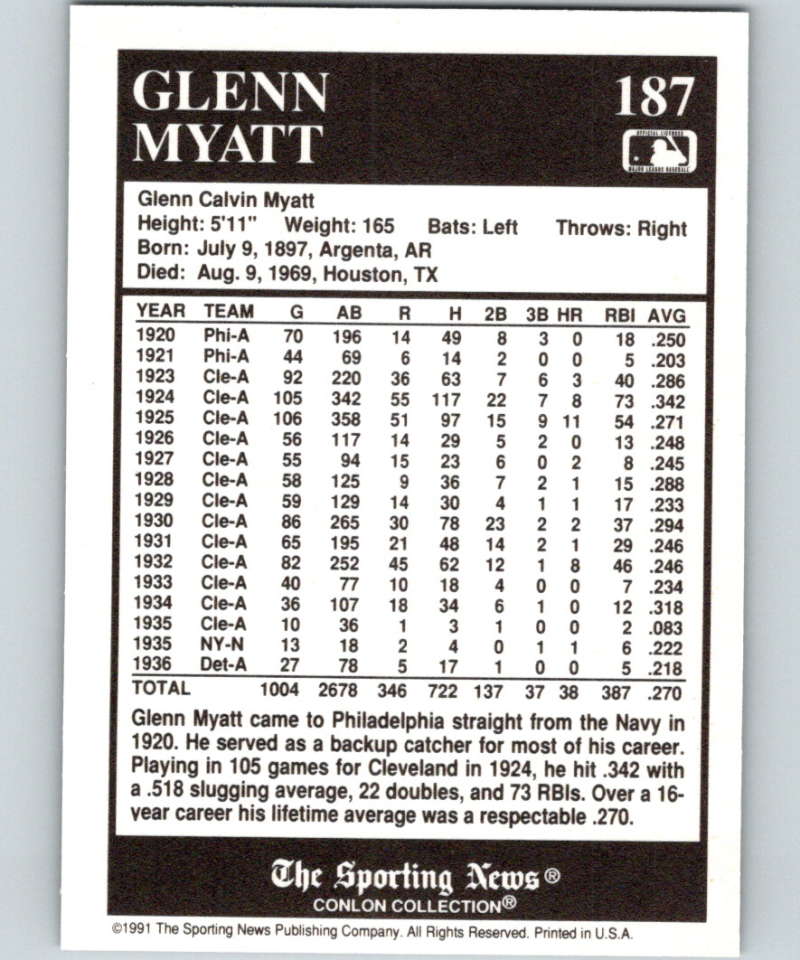 GLENN 187
MYATT
OFFICIAL LICENSEE
MAJOR LEAGUE BASEBALL
Glenn Calvin Myatt
Height: 5'11" Weight: 165 Bats: Left Throws: Right
Born: July 9, 1897, Argenta, AR
Died: Aug. 9, 1969, Houston, TX
YEAR TEAM G AB R H 2B 3B HR RBI AVG
1920 Phi-A 70 196 14 49 8 3 0 18 .250
1921 Phi-A 44 69 6 14 2 0 0 5 .203
1923 Cle-A 92 220 36 63 7 6 3 40 .286
1924 Cle-A 105 342 55 117 22 7 8 73 .342
1925 Cle-A 106 358 51 97 15 9 11 54 .271
1926 Cle-A 56 117 14 29 5 2 0 13 .248
1927 Cle-A 55 94 15 23 6 0 2 8 .245
1928 Cle-A 58 125 9 36 7 2 1 15 .288
1929 Cle-A 59 129 14 30 4 1 1 17 .233
1930 Cle-A 86 265 30 78 23 2 2 37 .294
1931 Cle-A 65 195 21 48 14 2 1 29 .246
1932 Cle-A 82 252 45 62 12 1 8 46 .246
1933 Cle-A 40 77 10 18 4 0 0 7 .234
1934 Cle-A 36 107 18 34 6 1 0 12 .318
1935 Cle-A 10 36 1 3 1 0 0 2 .083
1935 NY-N 13 18 2 4 0 1 1 6 .222
1936 Det-A 27 78 5 17 1 0 0 5 .218
TOTAL 1004 2678 346 722 137 37 38 387 .270
Glenn Myatt came to Philadelphia straight from the Navy in
1920. He served as a backup catcher for most of his career.
Playing in 105 games for Cleveland in 1924, he hit .342 with
a .518 slugging average, 22 doubles, and 73 RBIs. Over a 16-
year career his lifetime average was a respectable .270.
The Sporting News®
CONLON COLLECTION®
©1991 The Sporting News Publishing Company. All Rights Reserved. Printed in U.S.A.